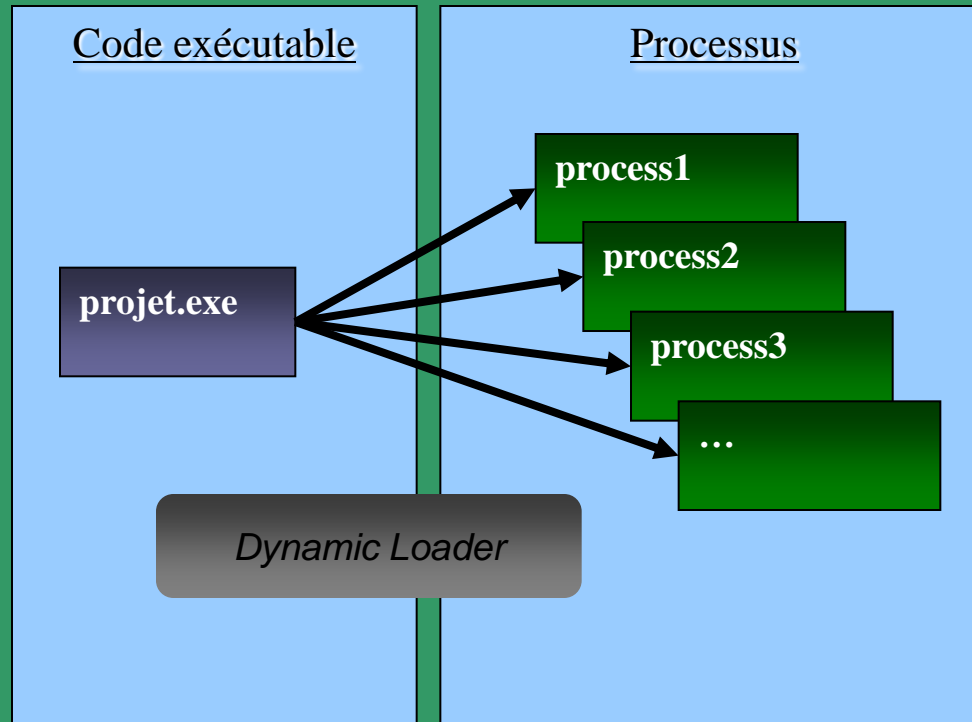 Code exécutable
Processus
process1
process2
projet.exe
process3
…
Dynamic Loader